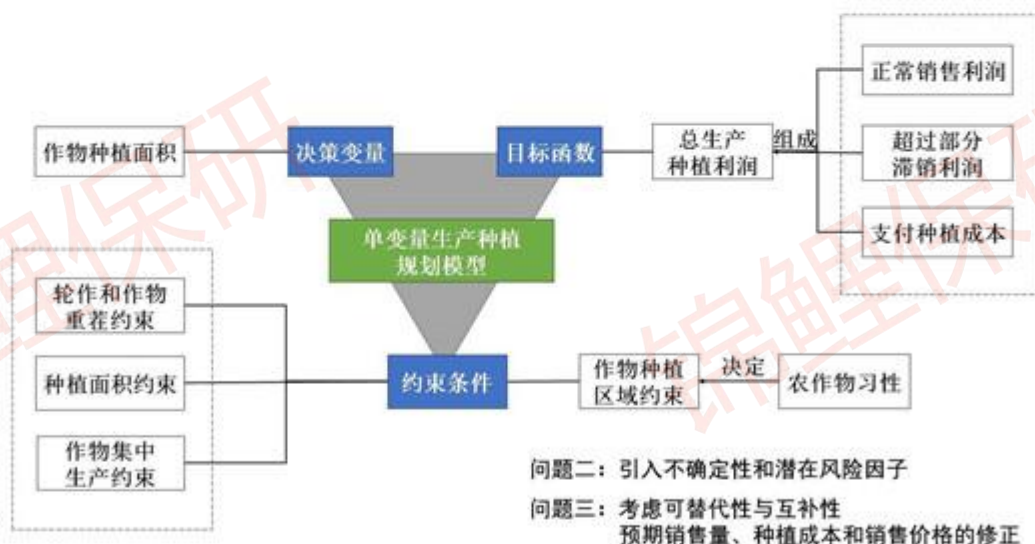 正常销售利润
作物种植面积
决策变量
目标函数
总生产
种植利润
组成
超过部分
滞销利润
单变量生产种植
规划模型
支付种植成本
轮作和作物
重茬约束
种植面积约束
约束条件
作物种植
区域约束
决定
农作物习性
作物集中
生产约束
问题二：引入不确定性和潜在风险因子
问题三：考虑可替代性与互补性
预期销售量、种植成本和销售价格的修正
鲤保研
锦鲤保